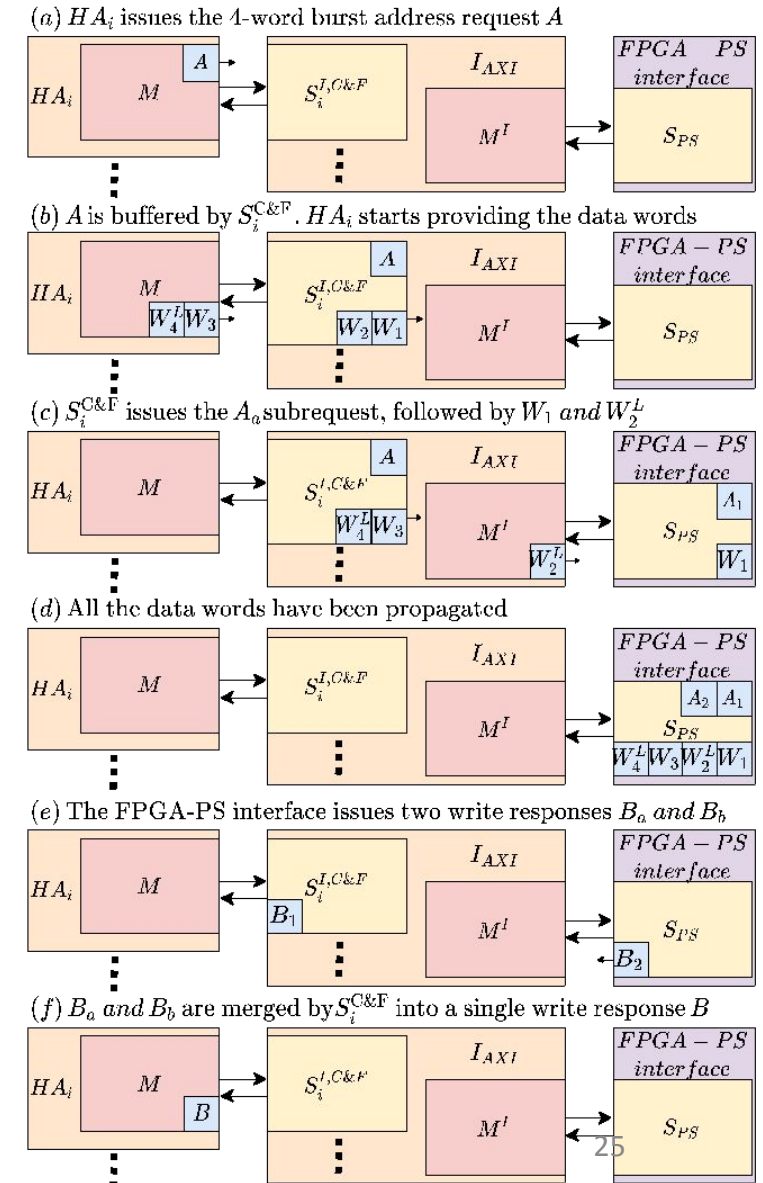 (a) HA_i issues the 4-word burst address request A
HA_i M A S_i^{I,C&F} I_AXI M^I FPGA PS interface S_PS
(b) A is buffered by S_i^{C&F}. HA_i starts providing the data words
HA_i M W_4^L W_3 S_i^{I,C&F} A W_2 W_1 I_AXI M^I FPGA − PS interface S_PS
(c) S_i^{C&F} issues the A_a subrequest, followed by W_1 and W_2^L
HA_i M S_i^{I,C&F} A W_4^L W_3 I_AXI M^I W_2^L FPGA − PS interface A_1 S_PS W_1
(d) All the data words have been propagated
HA_i M S_i^{I,C&F} I_AXI M^I FPGA − PS interface A_2 A_1 S_PS W_4^L W_3 W_2^L W_1
(e) The FPGA-PS interface issues two write responses B_a and B_b
HA_i M S_i^{I,C&F} B_1 I_AXI M^I FPGA − PS interface S_PS B_2
(f) B_a and B_b are merged by S_i^{C&F} into a single write response B
HA_i M B S_i^{I,C&F} I_AXI M^I FPGA − PS interface S_PS
25